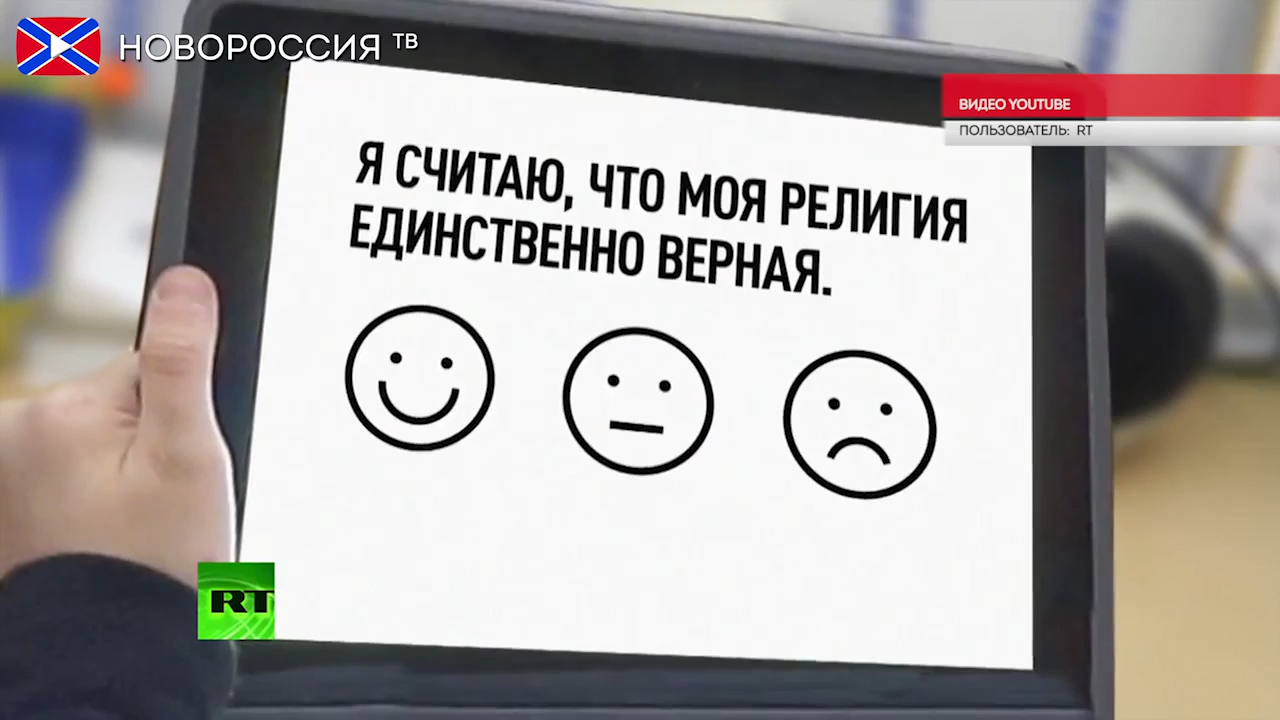 НОВОРОССИЯ ТВ
ВИДЕО YOUTUBE
ПОЛЬЗОВАТЕЛЬ: RT
Я СЧИТАЮ, ЧТО МОЯ РЕЛИГИЯ
ЕДИНСТВЕННО ВЕРНАЯ.
RT